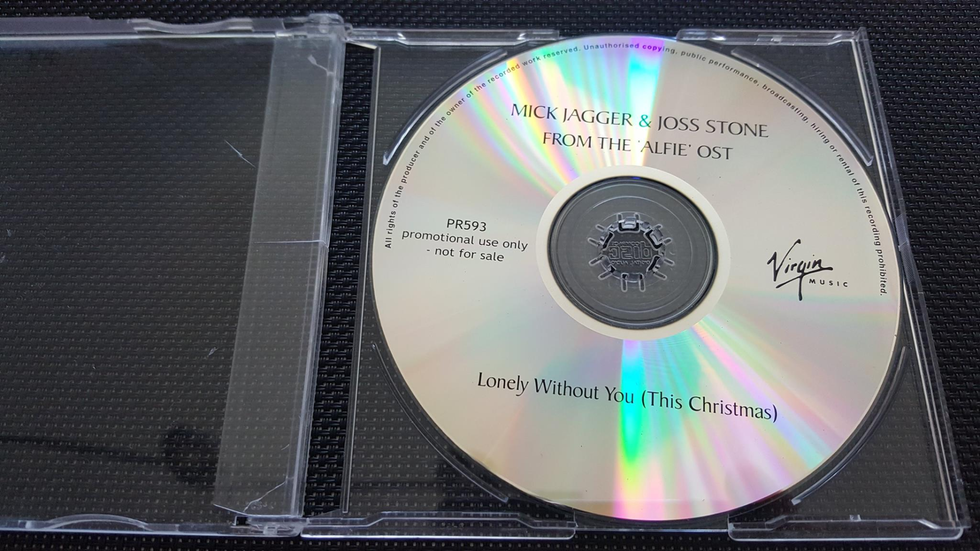 All rights of the producer and of the owner of the recorded work reserved. Unauthorised copying, public performance, broadcasting, hiring or rental of this recording prohibited.
MICK JAGGER & JOSS STONE
FROM THE 'ALFIE' OST
PR593
promotional use only
- not for sale
Virgin
MUSIC
Lonely Without You (This Christmas)